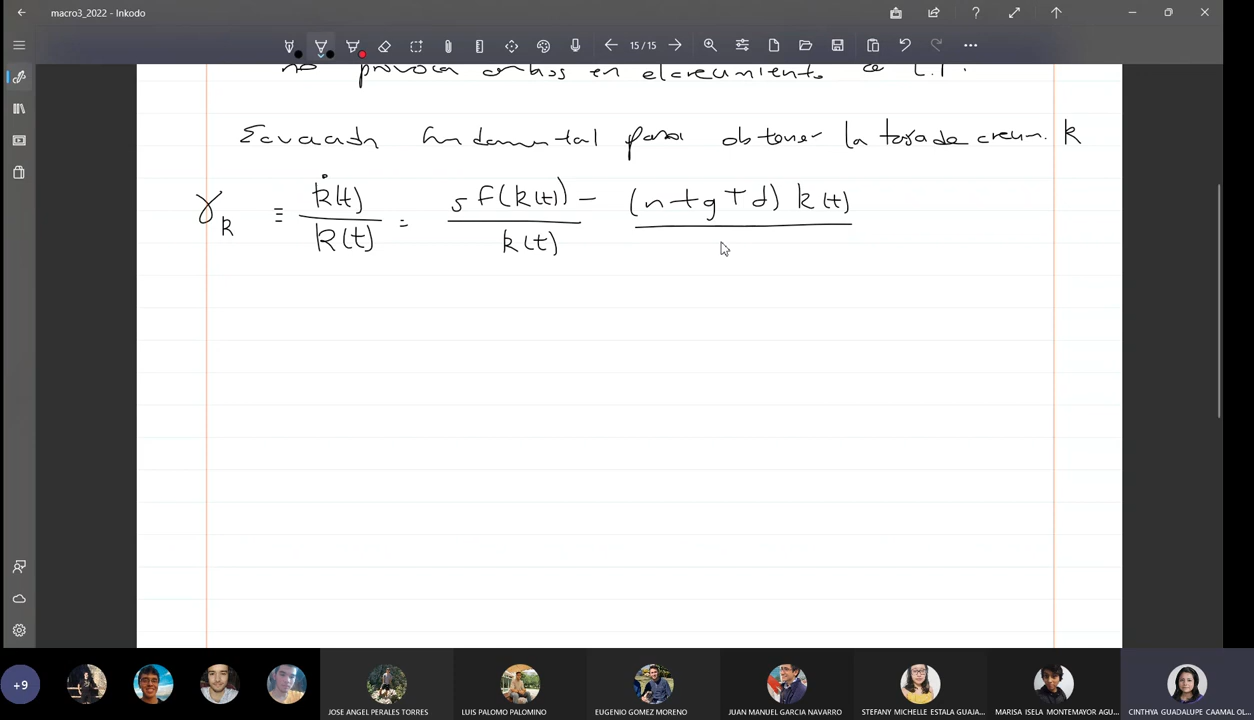 macro3_2022 - Inkodo
15/15
no provoca cambios en el crecimiento de L.P.
Ecuación fundamental para obtener la tasa de crecim. k
γk ≡ k̇(t)/k(t) = s f(k(t))/k(t) − (n+g+d) k(t)
+9
JOSE ANGEL PERALES TORRES
LUIS PALOMO PALOMINO
EUGENIO GOMEZ MORENO
JUAN MANUEL GARCIA NAVARRO
STEFANY MICHELLE ESTALA GUAJA...
MARISA ISELA MONTEMAYOR AGU...
CINTHYA GUADALUPE CAAMAL OL...